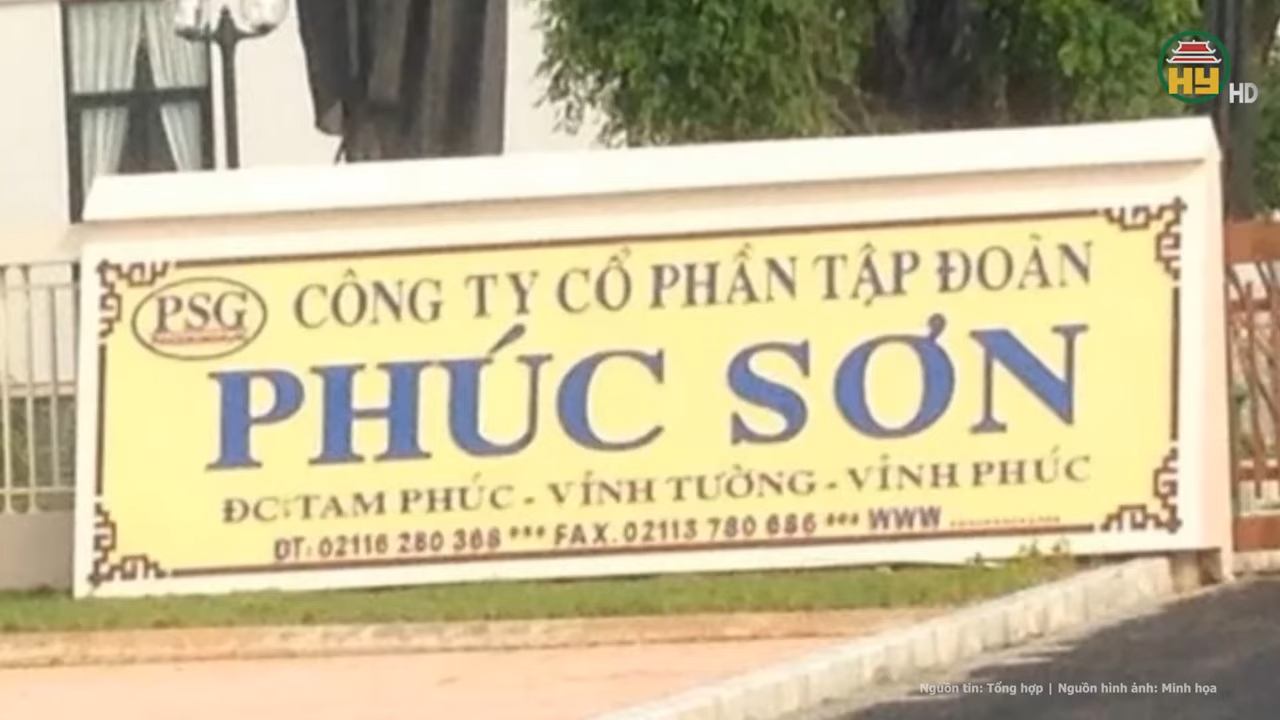 HY HD
PSG
CÔNG TY CỔ PHẦN TẬP ĐOÀN
PHÚC SƠN
ĐC: TAM PHÚC - VĨNH TƯỜNG - VĨNH PHÚC
ĐT: 02116 280 368 *** FAX. 02113 780 686 *** WWW
Nguồn tin: Tổng hợp | Nguồn hình ảnh: Minh họa